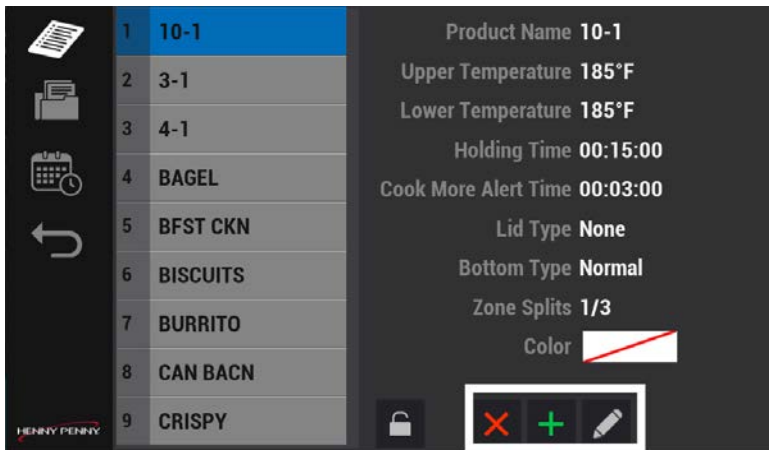 1 10-1
2 3-1
3 4-1
4 BAGEL
5 BFST CKN
6 BISCUITS
7 BURRITO
8 CAN BACN
9 CRISPY
HENNY PENNY
Product Name 10-1
Upper Temperature 185°F
Lower Temperature 185°F
Holding Time 00:15:00
Cook More Alert Time 00:03:00
Lid Type None
Bottom Type Normal
Zone Splits 1/3
Color